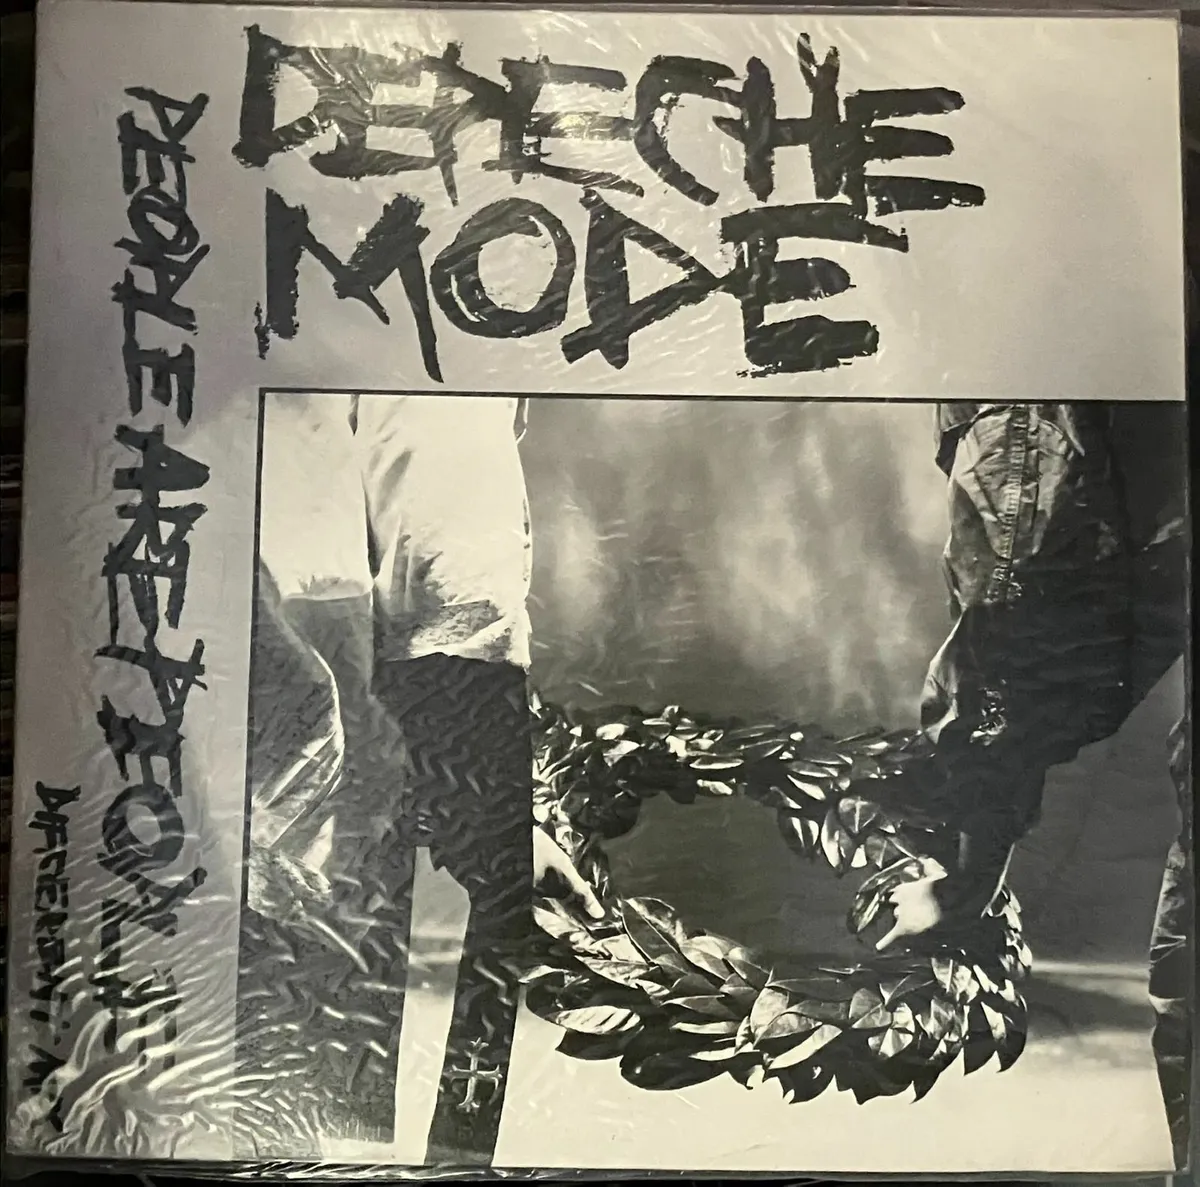 DEPECHE
MODE
PEOPLE ARE PEOPLE
DIFFERENT MIX